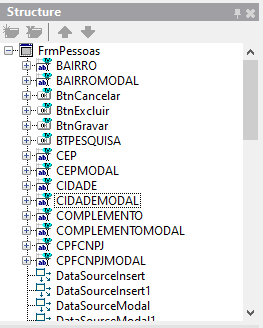 Structure
FrmPessoas
BAIRRO
BAIRROMODAL
BtnCancelar
BtnExcluir
BtnGravar
BTPESQUISA
CEP
CEPMODAL
CIDADE
CIDADEMODAL
COMPLEMENTO
COMPLEMENTOMODAL
CPFCNPJ
CPFCNPJMODAL
DataSourceInsert
DataSourceInsert1
DataSourceModal
DataSourceModal1